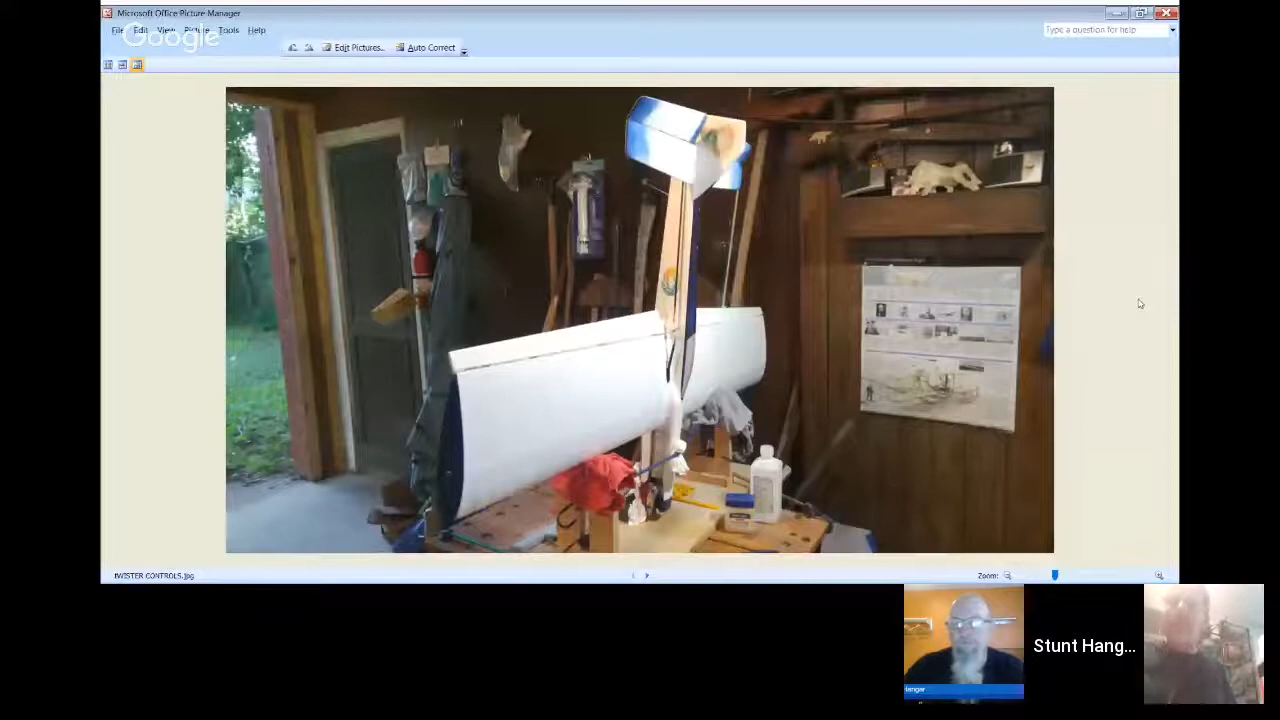 Microsoft Office Picture Manager
File Edit View Picture Tools Help
Google
Type a question for help
Edit Pictures... Auto Correct
tWISTER CONTROLS.jpg
Zoom:
Stunt Hang...
Hangar